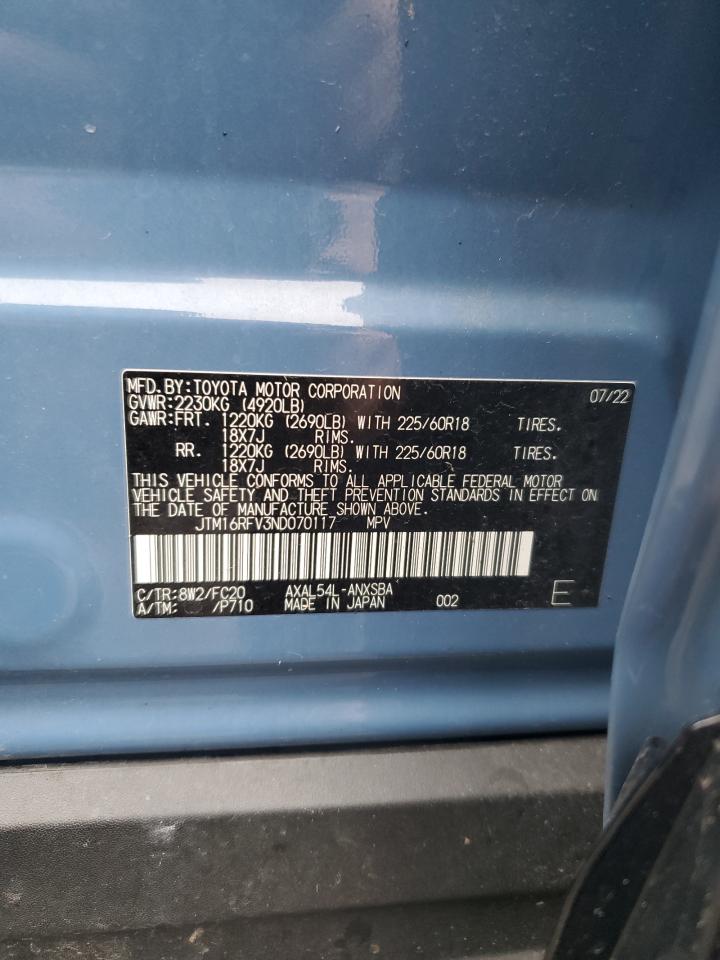 MFD.BY:TOYOTA MOTOR CORPORATION 07/22
GVWR:2230KG (4920LB)
GAWR:FRT. 1220KG (2690LB) WITH 225/60R18 TIRES.
18X7J RIMS.
RR. 1220KG (2690LB) WITH 225/60R18 TIRES.
18X7J RIMS.
THIS VEHICLE CONFORMS TO ALL APPLICABLE FEDERAL MOTOR
VEHICLE SAFETY AND THEFT PREVENTION STANDARDS IN EFFECT ON
THE DATE OF MANUFACTURE SHOWN ABOVE.
JTM16RFV3ND070117 MPV
C/TR:8W2/FC20 AXAL54L-ANXSBA
A/TM: /P710 MADE IN JAPAN 002 E